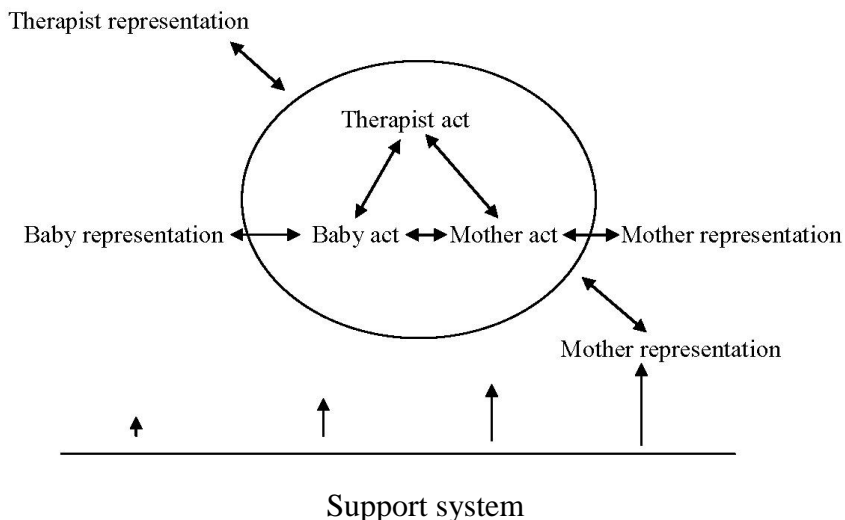 Therapist representation
Therapist act
Baby representation Baby act Mother act Mother representation
Mother representation
Support system